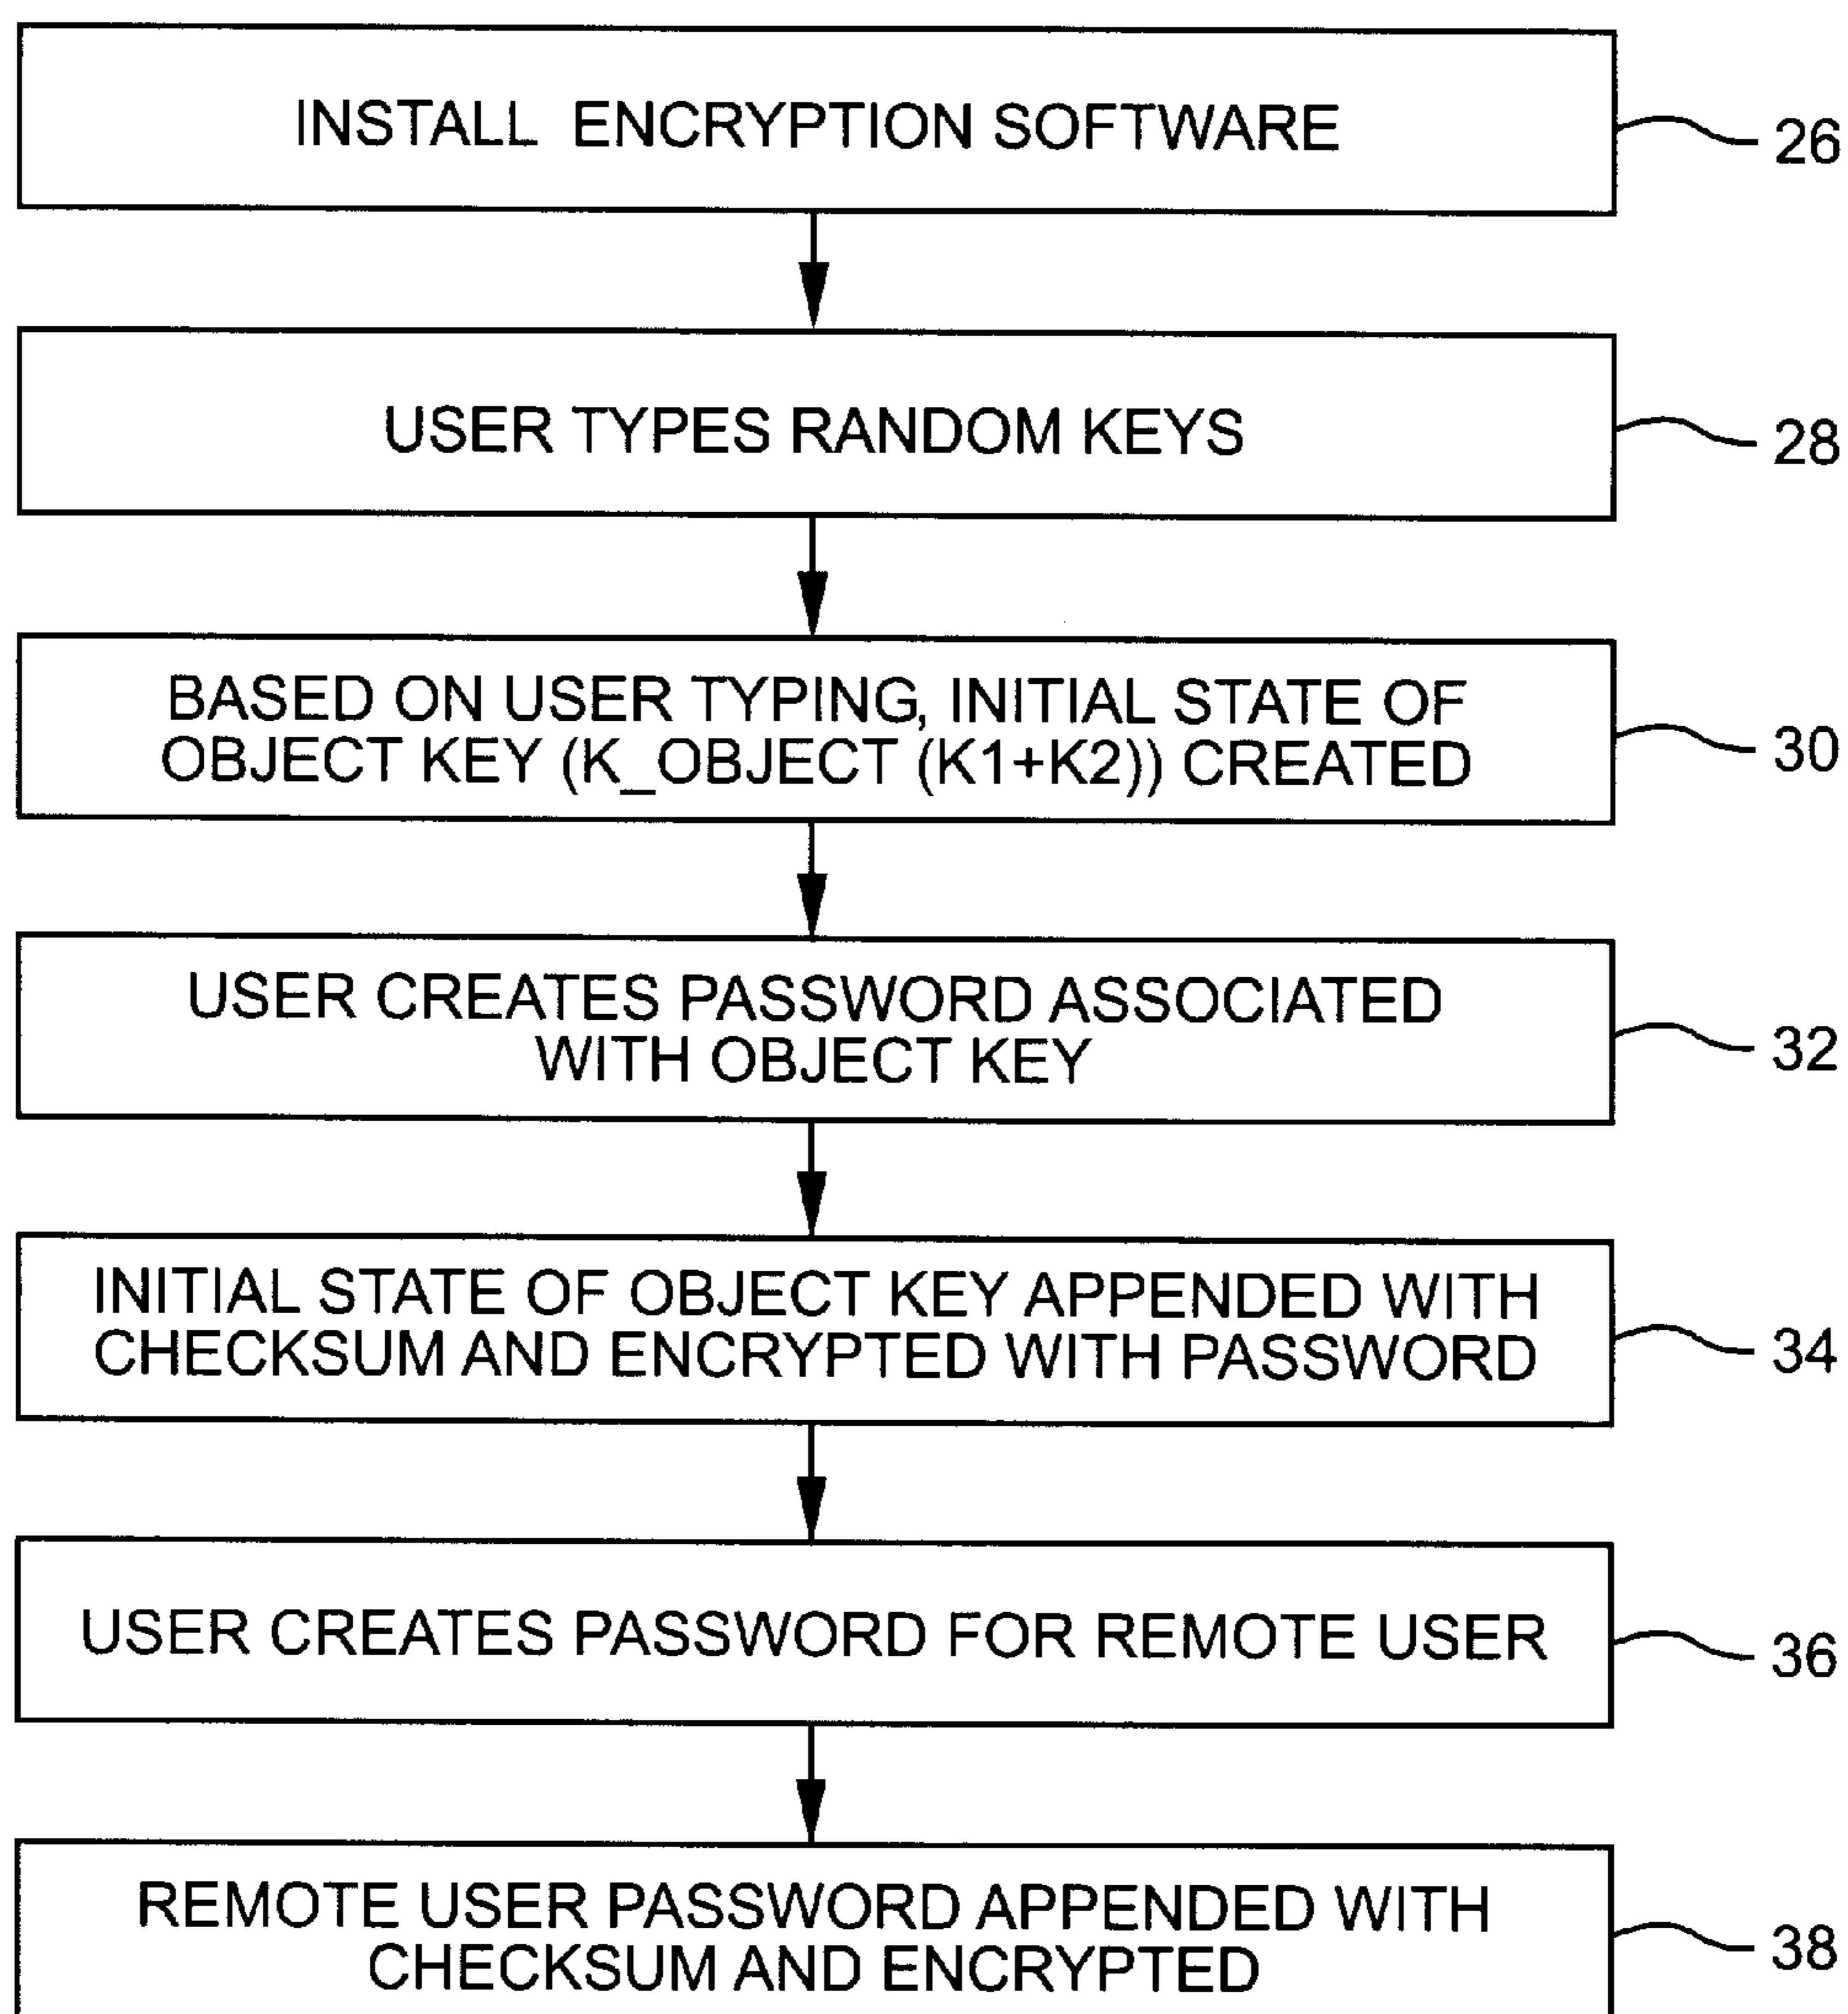 INSTALL ENCRYPTION SOFTWARE
26
USER TYPES RANDOM KEYS
28
BASED ON USER TYPING, INITIAL STATE OF
OBJECT KEY (K_OBJECT (K1+K2)) CREATED
30
USER CREATES PASSWORD ASSOCIATED
WITH OBJECT KEY
32
INITIAL STATE OF OBJECT KEY APPENDED WITH
CHECKSUM AND ENCRYPTED WITH PASSWORD
34
USER CREATES PASSWORD FOR REMOTE USER
36
REMOTE USER PASSWORD APPENDED WITH
CHECKSUM AND ENCRYPTED
38